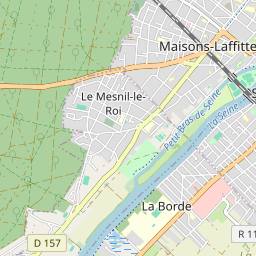 Maisons-Laffitte
Le Mesnil-le-
Roi
Petit-Bras-de-Seine
La Seine
La Borde
D 157
R 11